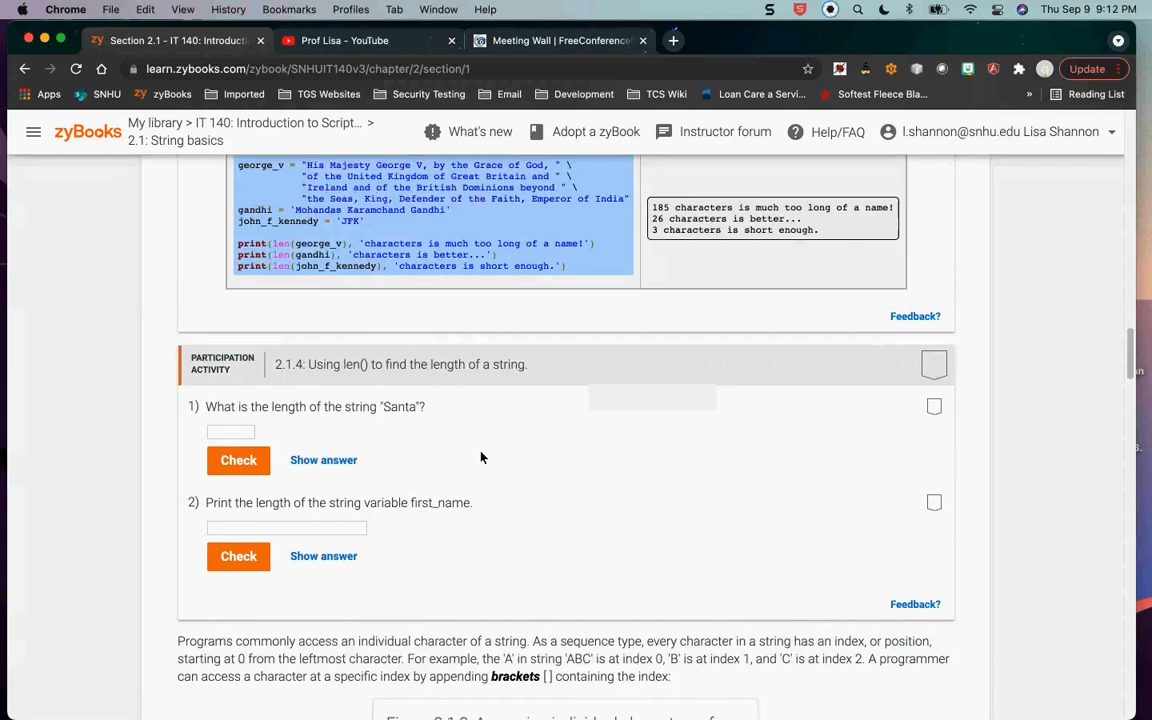 Chrome File Edit View History Bookmarks Profiles Tab Window Help Thu Sep 9 9:12 PM
zy Section 2.1 - IT 140: Introducti Prof Lisa - YouTube Meeting Wall | FreeConference
learn.zybooks.com/zybook/SNHUIT140v3/chapter/2/section/1 Update
Apps SNHU zy zyBooks Imported TGS Websites Security Testing Email Development TCS Wiki Loan Care a Servi... Softest Fleece Bla... » Reading List
zyBooks My library > IT 140: Introduction to Script... > What's new Adopt a zyBook Instructor forum Help/FAQ l.shannon@snhu.edu Lisa Shannon
2.1: String basics
george_v = "His Majesty George V, by the Grace of God, " \
"of the United Kingdom of Great Britain and " \
"Ireland and of the British Dominions beyond " \
"the Seas, King, Defender of the Faith, Emperor of India"
gandhi = 'Mohandas Karamchand Gandhi'
john_f_kennedy = 'JFK'
print(len(george_v), 'characters is much too long of a name!')
print(len(gandhi), 'characters is better...')
print(len(john_f_kennedy), 'characters is short enough.')
185 characters is much too long of a name!
26 characters is better...
3 characters is short enough.
Feedback?
PARTICIPATION ACTIVITY 2.1.4: Using len() to find the length of a string.
1) What is the length of the string "Santa"?
Check Show answer
2) Print the length of the string variable first_name.
Check Show answer
Feedback?
Programs commonly access an individual character of a string. As a sequence type, every character in a string has an index, or position,
starting at 0 from the leftmost character. For example, the 'A' in string 'ABC' is at index 0, 'B' is at index 1, and 'C' is at index 2. A programmer
can access a character at a specific index by appending brackets [ ] containing the index: